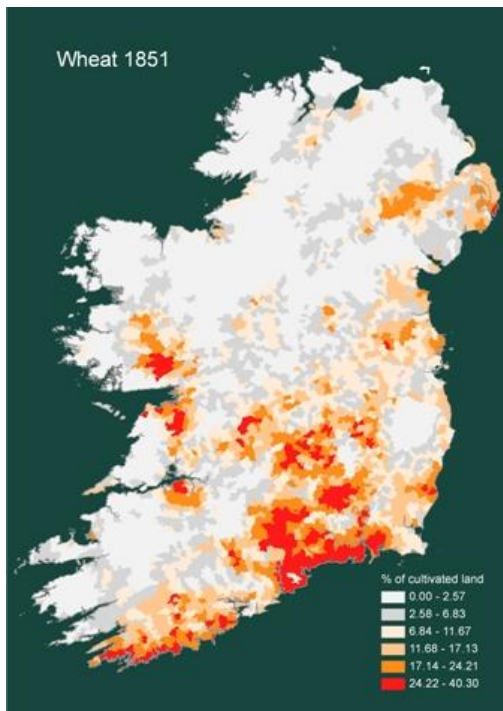 Wheat 1851
% of cultivated land
0.00 - 2.57
2.58 - 6.83
6.84 - 11.67
11.68 - 17.13
17.14 - 24.21
24.22 - 40.30